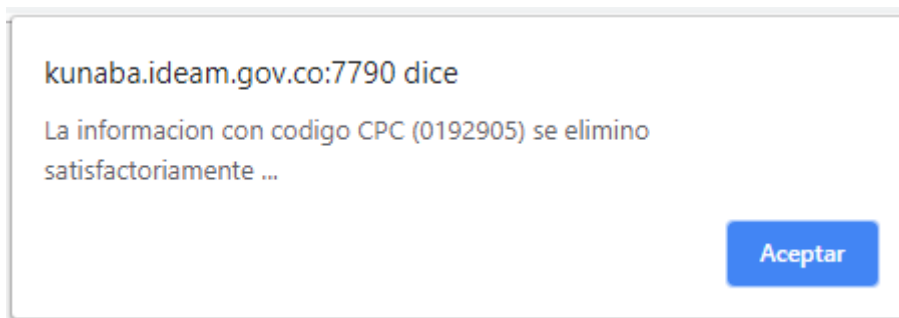 kunaba.ideam.gov.co:7790 dice
La informacion con codigo CPC (0192905) se elimino
satisfactoriamente ...
Aceptar